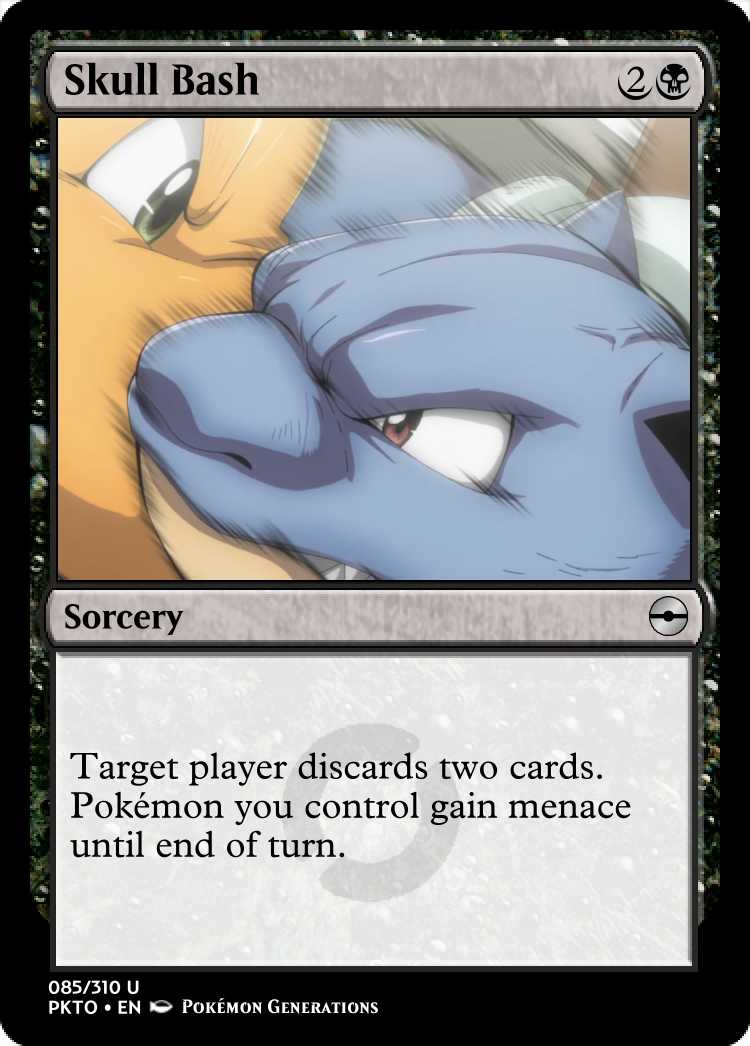 Skull Bash 2
Sorcery
Target player discards two cards.
Pokémon you control gain menace
until end of turn.
085/310 U
PKTO • EN Pokémon Generations